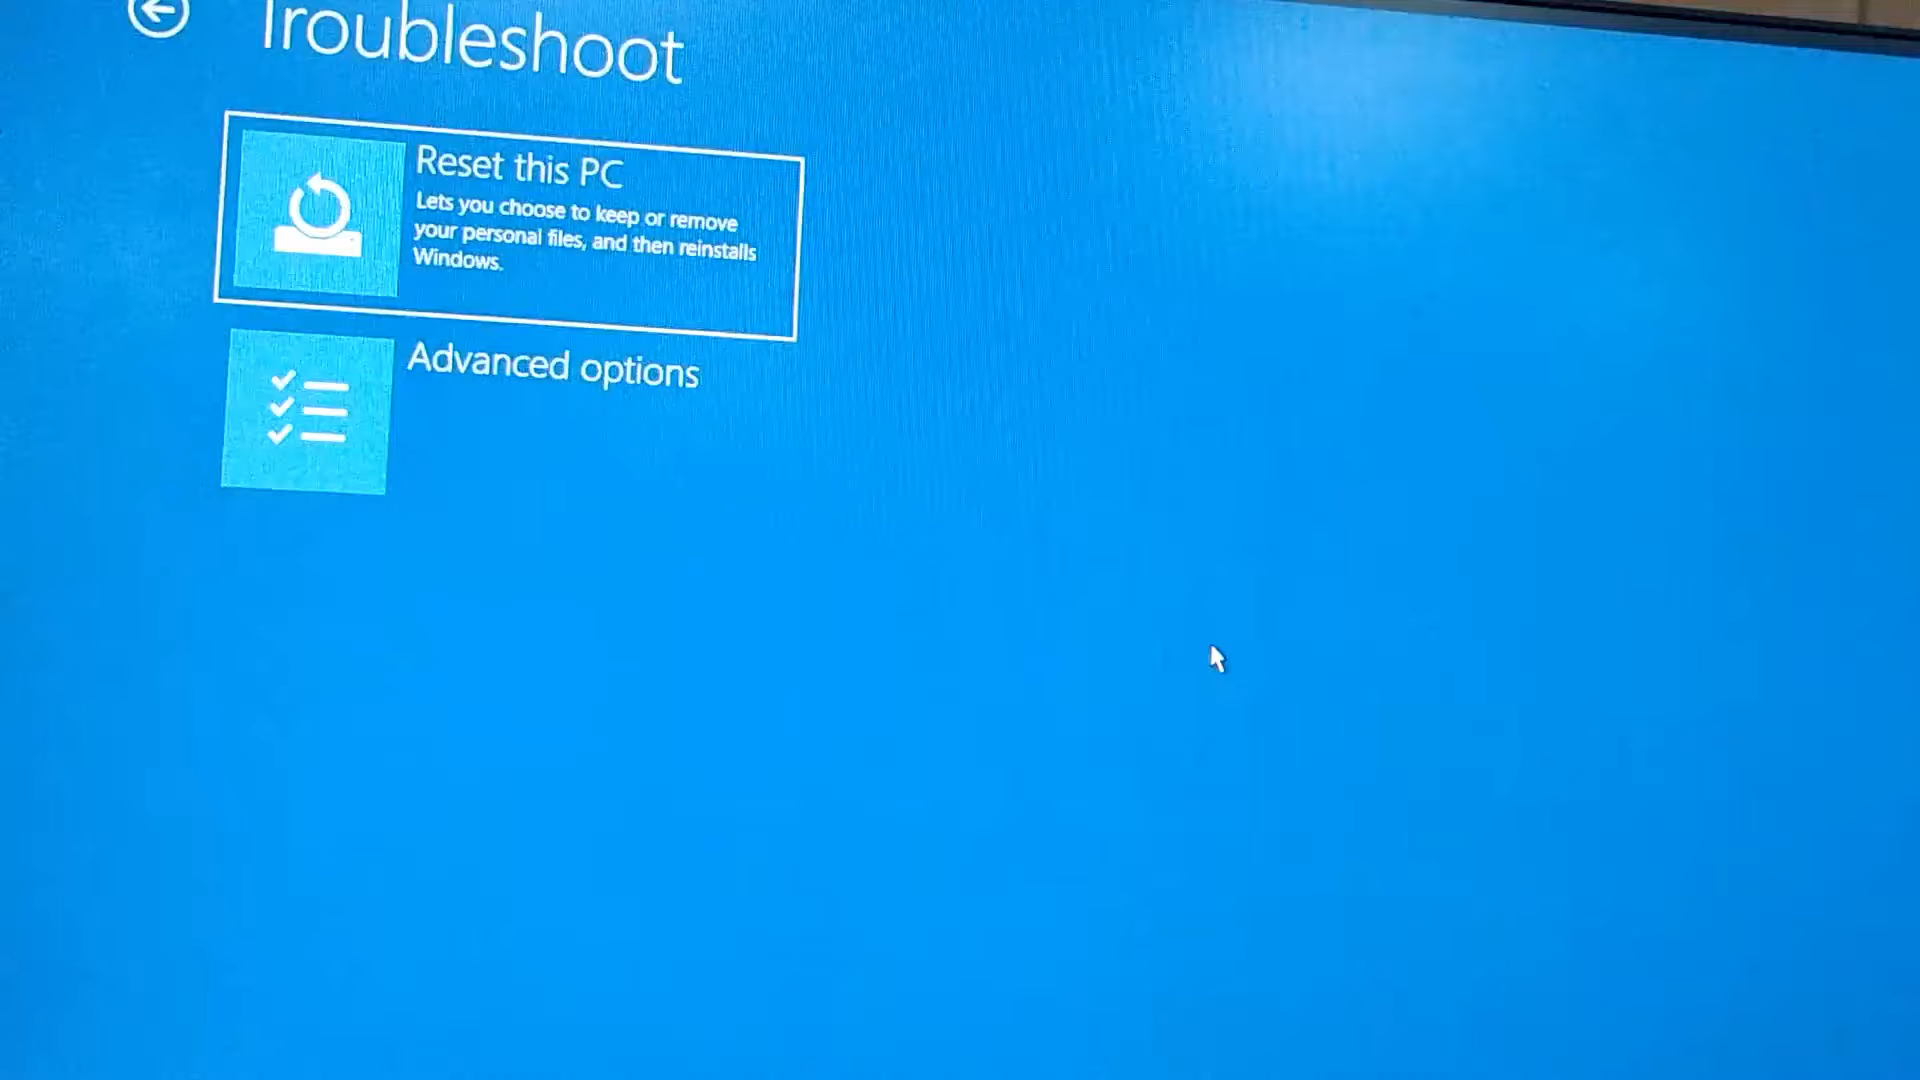 Troubleshoot
Reset this PC
Lets you choose to keep or remove
your personal files, and then reinstalls
Windows.
Advanced options